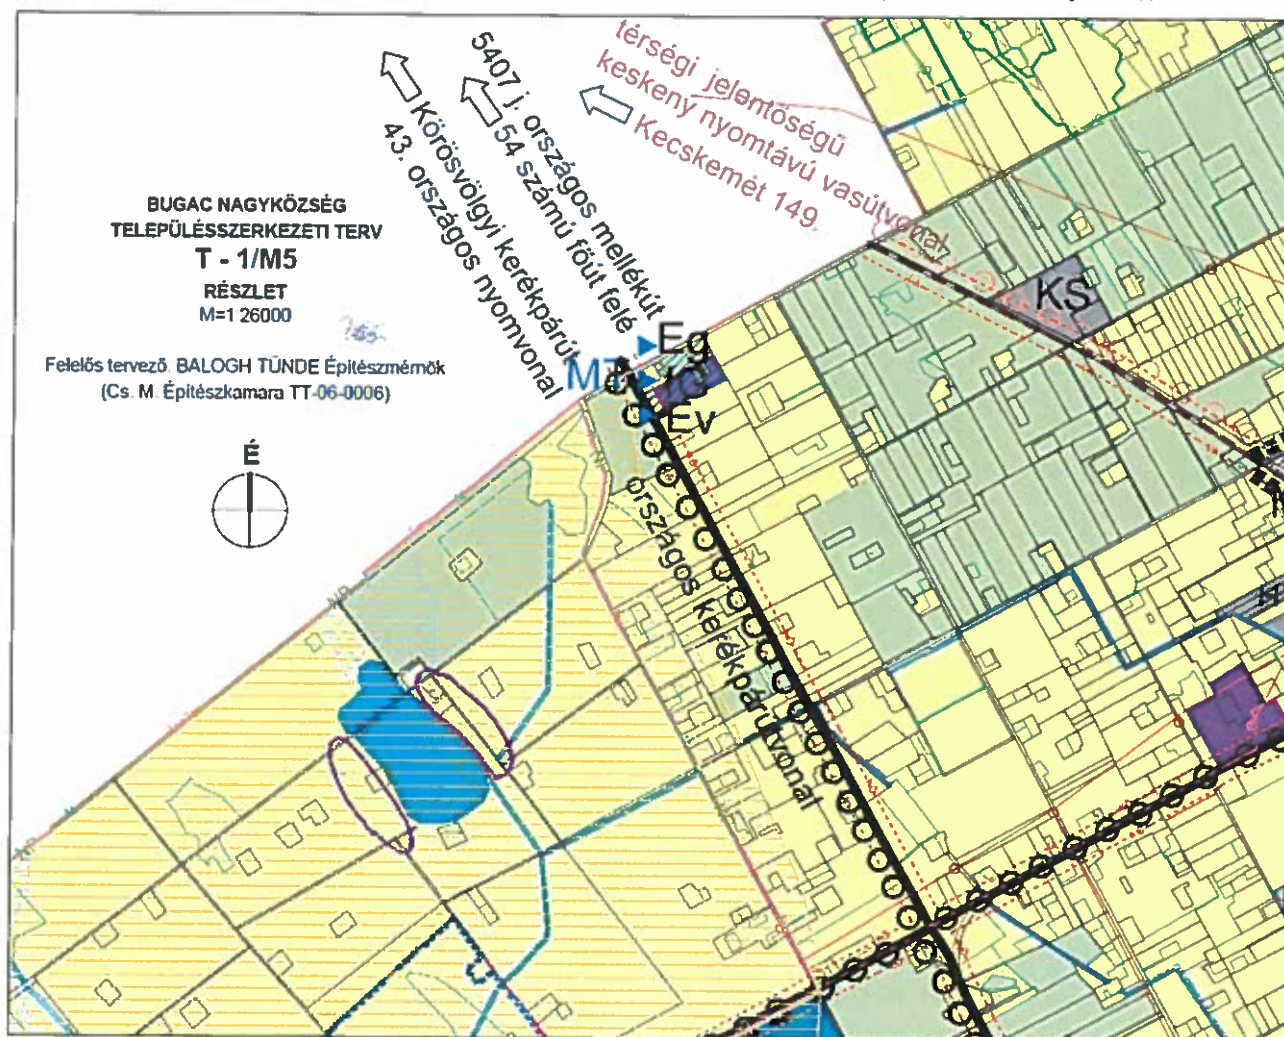 BUGAC NAGYKÖZSÉG
TELEPÜLÉSSZERKEZETI TERV
T - 1/M5
RÉSZLET
M=1 26000
Felelős tervező. BALOGH TÜNDE Építészmérnök
(Cs. M. Építészkamara TT-06-0006)
É
43. országos nyomvonal
Körösvölgyi kerékpárút
54 számú főút felé
5407 j. országos mellékút
térségi jelentőségű
keskeny nyomtávú vasútvonal
Kecskemét 149.
Eg
Ev
KS
országos kerékpárútvonal
NP